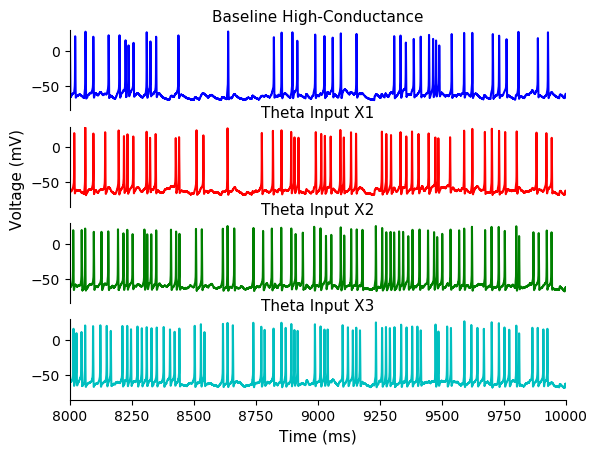 Baseline High-Conductance
0
−50
Theta Input X1
0
−50
Theta Input X2
0
−50
Theta Input X3
0
−50
Voltage (mV)
8000 8250 8500 8750 9000 9250 9500 9750 10000
Time (ms)